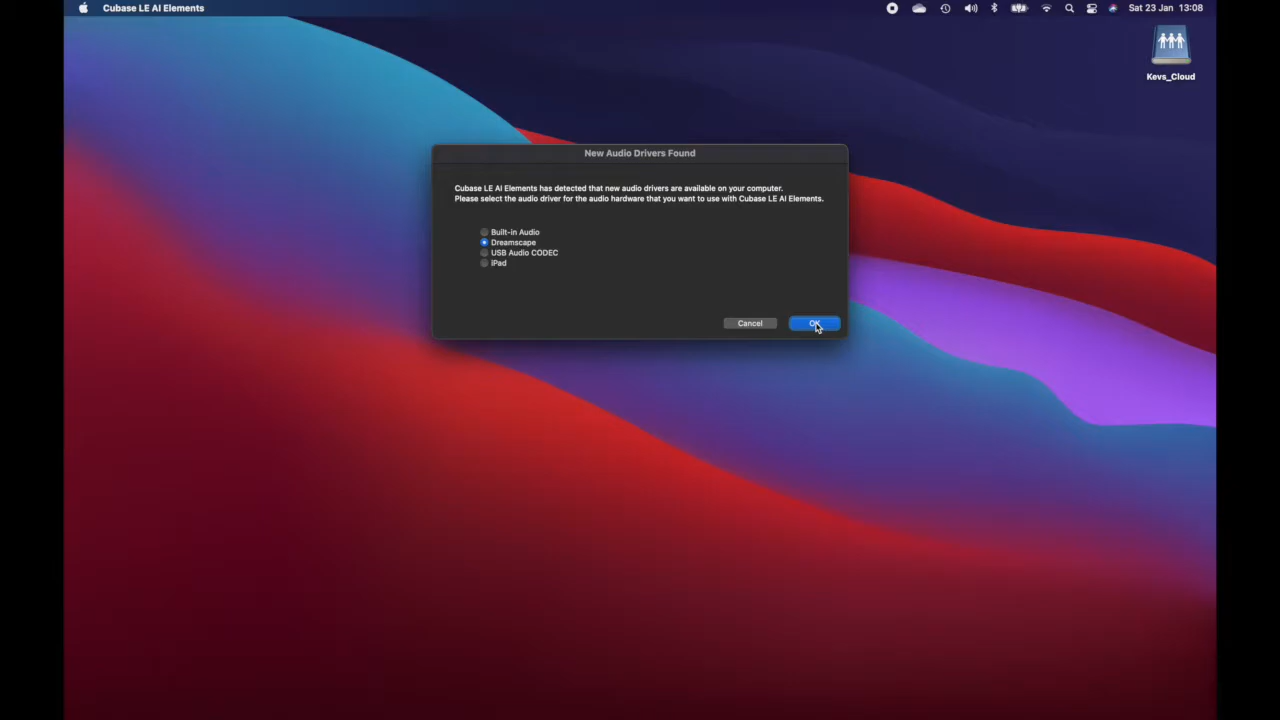 Cubase LE AI Elements
Sat 23 Jan 13:08
Kevs_Cloud
New Audio Drivers Found
Cubase LE AI Elements has detected that new audio drivers are available on your computer.
Please select the audio driver for the audio hardware that you want to use with Cubase LE AI Elements.
Built-in Audio
Dreamscape
USB Audio CODEC
iPad
Cancel
OK